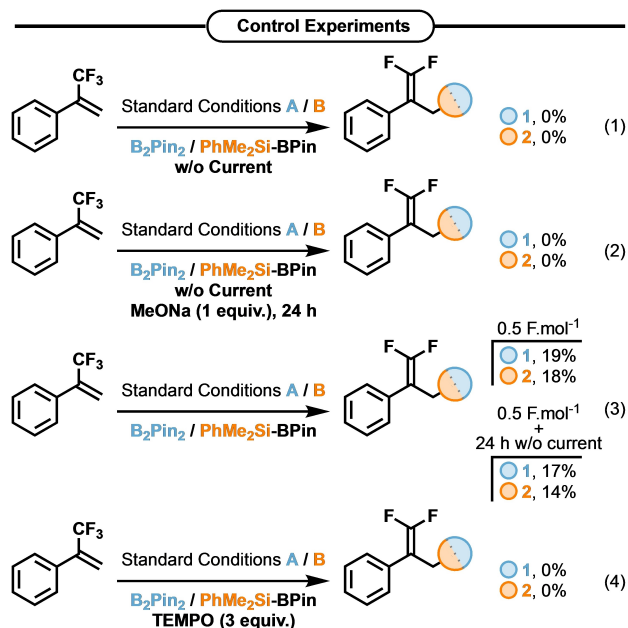 Control Experiments
CF₃
Standard Conditions A / B
B₂Pin₂ / PhMe₂Si-BPin
w/o Current
F F
1, 0%
2, 0%
(1)
CF₃
Standard Conditions A / B
B₂Pin₂ / PhMe₂Si-BPin
w/o Current
MeONa (1 equiv.), 24 h
F F
1, 0%
2, 0%
(2)
CF₃
Standard Conditions A / B
B₂Pin₂ / PhMe₂Si-BPin
F F
0.5 F.mol⁻¹
1, 19%
2, 18%
0.5 F.mol⁻¹
+
24 h w/o current
1, 17%
2, 14%
(3)
CF₃
Standard Conditions A / B
B₂Pin₂ / PhMe₂Si-BPin
TEMPO (3 equiv.)
F F
1, 0%
2, 0%
(4)